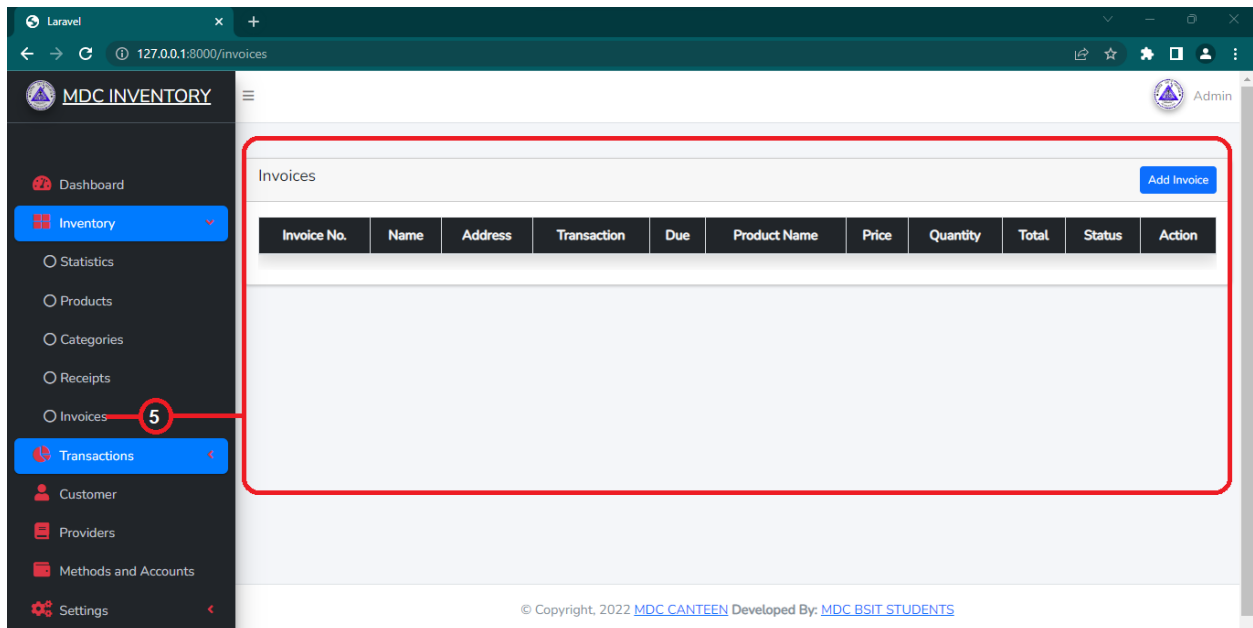 Laravel
127.0.0.1:8000/invoices
MDC INVENTORY
Admin
Dashboard
Inventory
Statistics
Products
Categories
Receipts
Invoices
5
Transactions
Customer
Providers
Methods and Accounts
Settings
Invoices
Add Invoice
Invoice No. Name Address Transaction Due Product Name Price Quantity Total Status Action
© Copyright, 2022 MDC CANTEEN Developed By: MDC BSIT STUDENTS